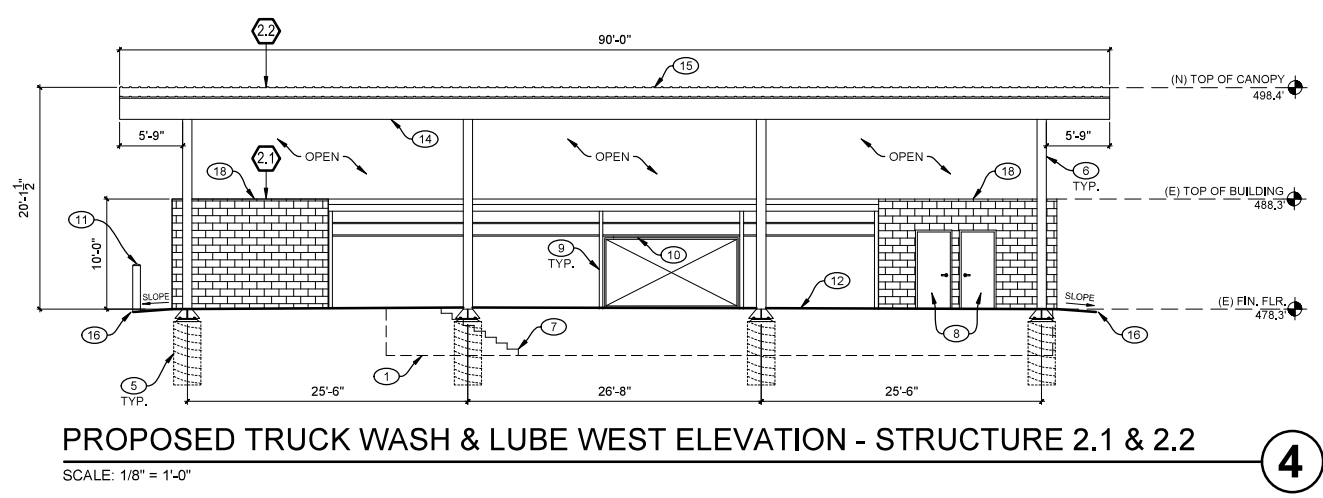 2.2
90'-0"
15
(N) TOP OF CANOPY
498.4'
5'-9"
14
5'-9"
OPEN
OPEN
OPEN
2.1
6
TYP.
18
18
(E) TOP OF BUILDING
488.3'
20'-1 1/2"
11
10'-0"
9
TYP.
10
12
SLOPE
SLOPE
(E) FIN. FLR.
478.3'
16
7
8
16
5
TYP.
1
25'-6"
26'-8"
25'-6"
PROPOSED TRUCK WASH & LUBE WEST ELEVATION - STRUCTURE 2.1 & 2.2
4
SCALE: 1/8" = 1'-0"